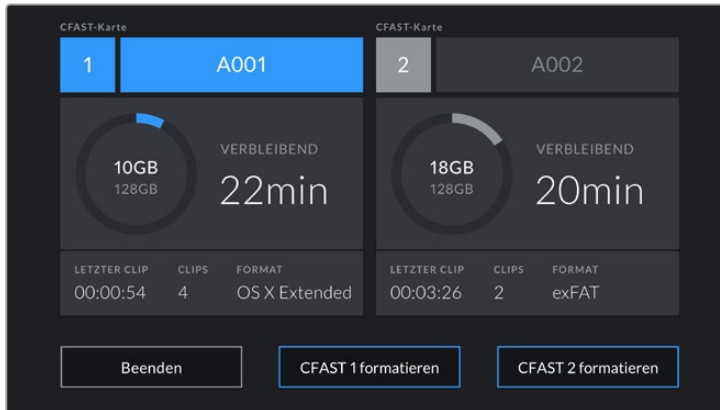 CFAST-Karte
1 A001
10GB
128GB
VERBLEIBEND
22min
LETZTER CLIP CLIPS FORMAT
00:00:54 4 OS X Extended
CFAST-Karte
2 A002
18GB
128GB
VERBLEIBEND
20min
LETZTER CLIP CLIPS FORMAT
00:03:26 2 exFAT
Beenden
CFAST 1 formatieren
CFAST 2 formatieren